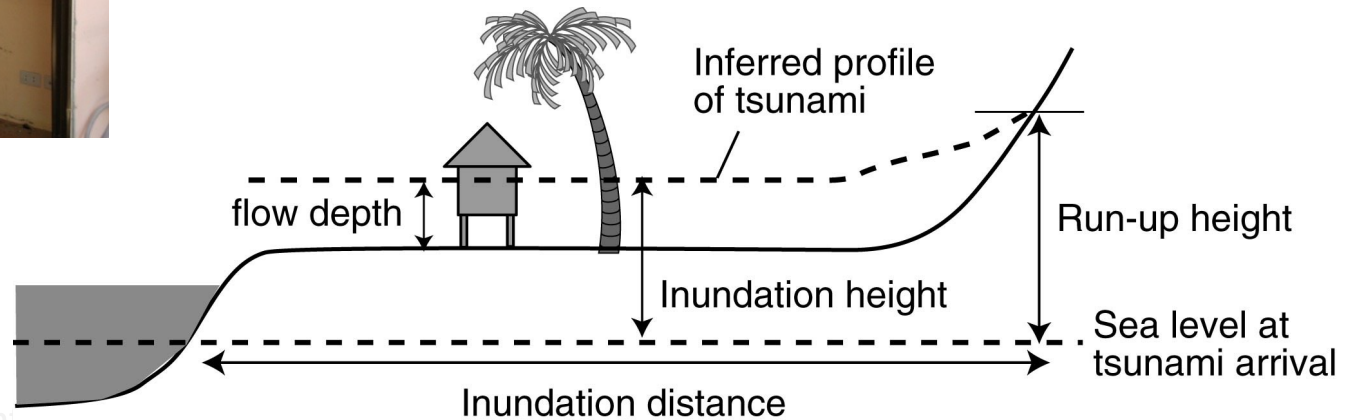 Inferred profile
of tsunami
flow depth
Run-up height
Inundation height
Sea level at
tsunami arrival
Inundation distance